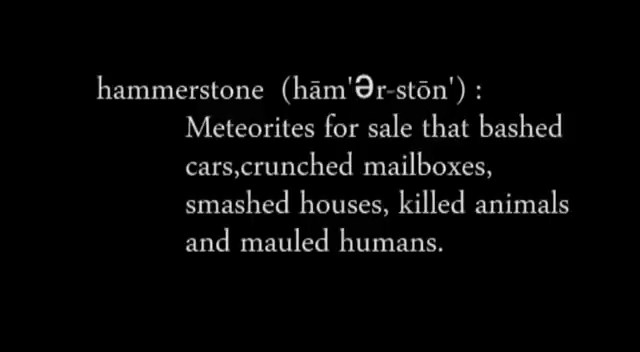 hammerstone (hām'ər-stōn') :
Meteorites for sale that bashed
cars,crunched mailboxes,
smashed houses, killed animals
and mauled humans.